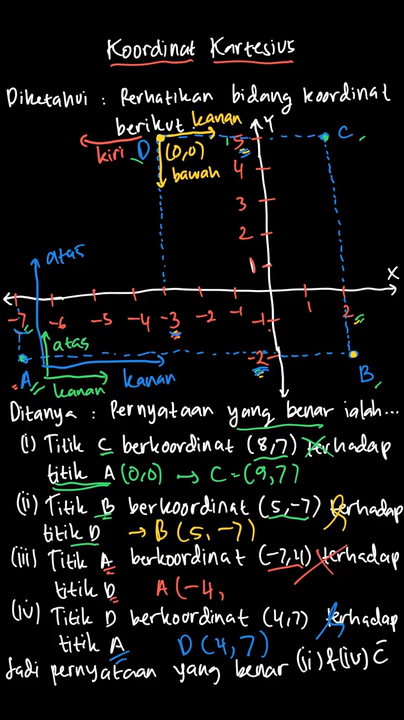 Koordinat Kartesius
Diketahui : Perhatikan bidang koordinat
berikut
kanan
Y
kiri
D
(0,0)
bawah
5
C
4
3
2
1
atas
X
-7
-6
-5
-4
-3
-2
-1
1
2
-1
atas
-2
A
kanan
kanan
B
Ditanya : Pernyataan yang benar ialah...
(i) Titik C berkoordinat (8,7) terhadap
titik A (0,0) → C = (9,7)
(ii) Titik B berkoordinat (5,-7) terhadap
titik D → B (5, -7)
(iii) Titik A berkoordinat (-7,4) terhadap
titik D A (-4,
(iv) Titik D berkoordinat (4,7) terhadap
titik A D (4, 7)
Jadi pernyataan yang benar (ii) & (iv) C